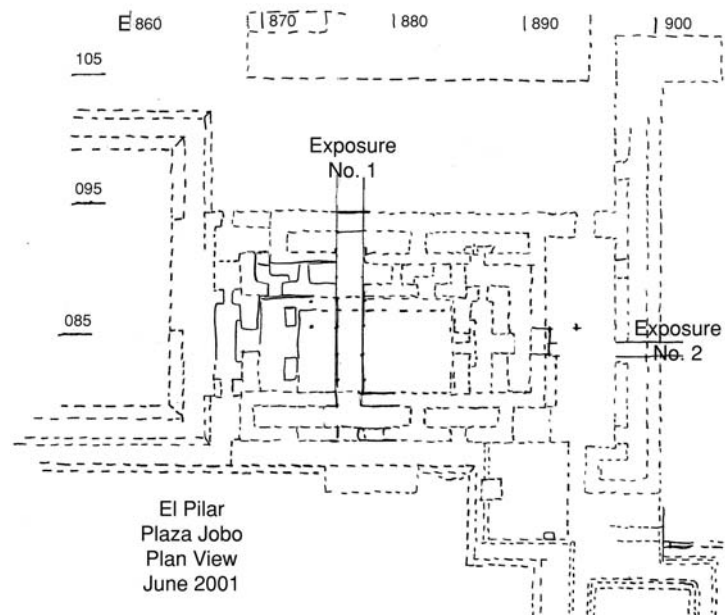 E 860 870 880 890 900
105
Exposure
No. 1
095
085
Exposure
No. 2
El Pilar
Plaza Jobo
Plan View
June 2001